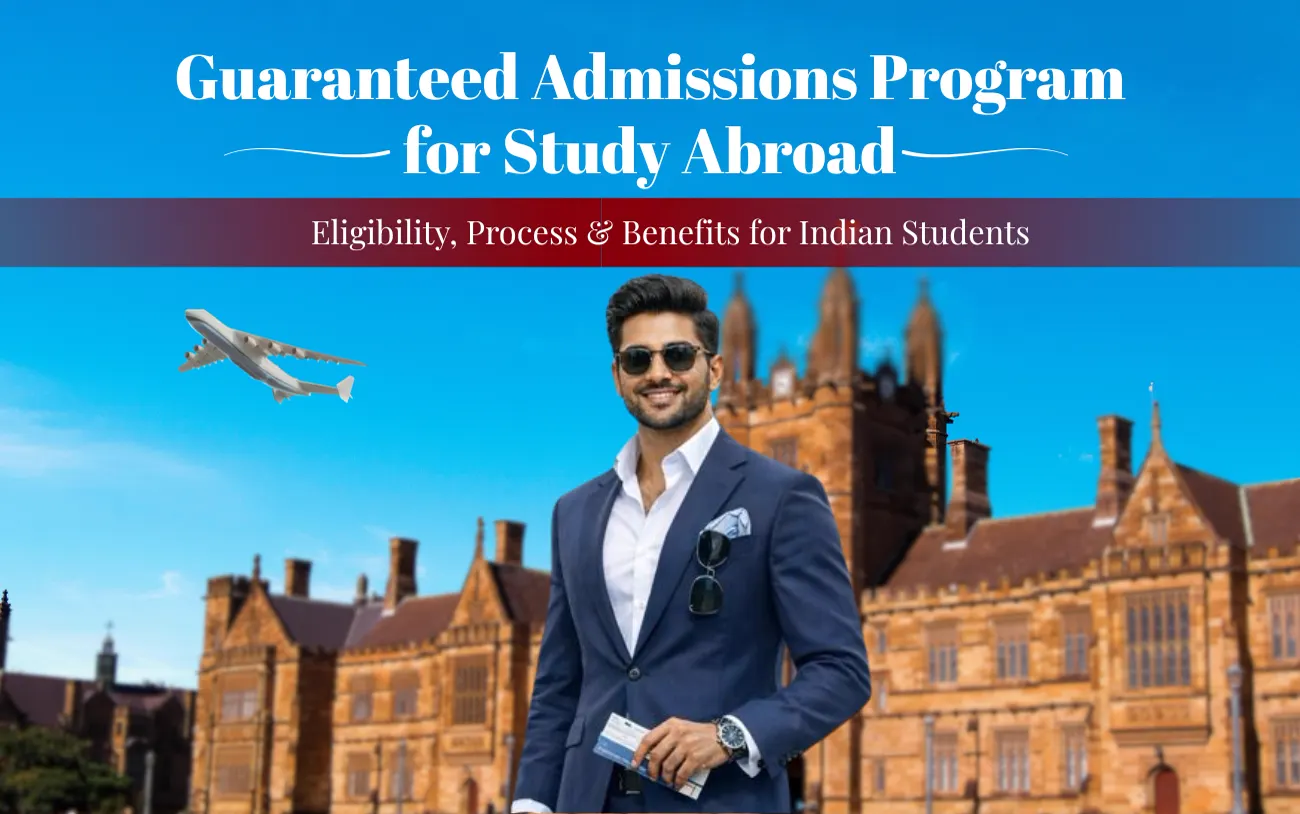 Guaranteed Admissions Program
for Study Abroad
Eligibility, Process & Benefits for Indian Students